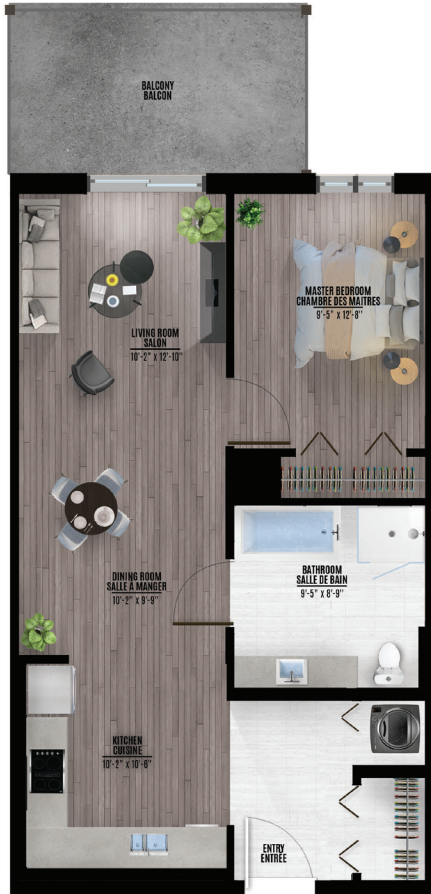 BALCONY
BALCON
MASTER BEDROOM
CHAMBRE DES MAITRES
9'-5" x 12'-8"
LIVING ROOM
SALON
10'-2" x 12'-10"
BATHROOM
SALLE DE BAIN
9'-5" x 8'-9"
DINING ROOM
SALLE À MANGER
10'-2" x 9'-9"
KITCHEN
CUISINE
10'-2" x 10'-6"
ENTRY
ENTRÉE